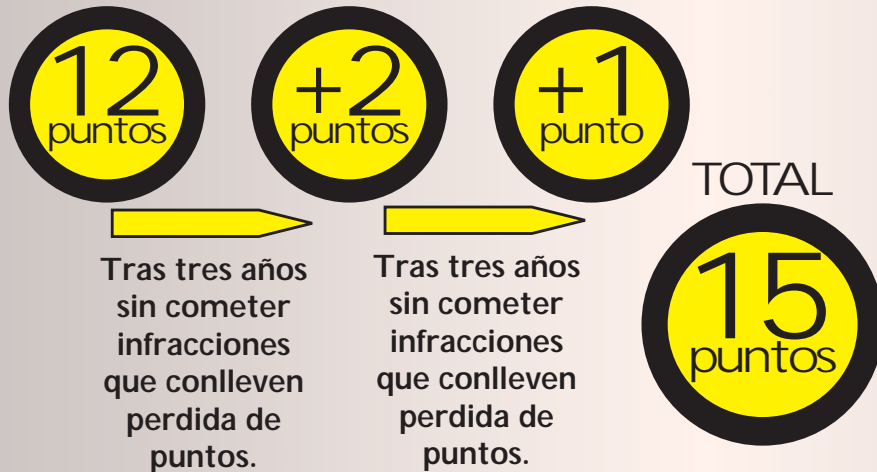 12
puntos
+2
puntos
+1
punto
Tras tres años
sin cometer
infracciones
que conlleven
perdida de
puntos.
Tras tres años
sin cometer
infracciones
que conlleven
perdida de
puntos.
TOTAL
15
puntos